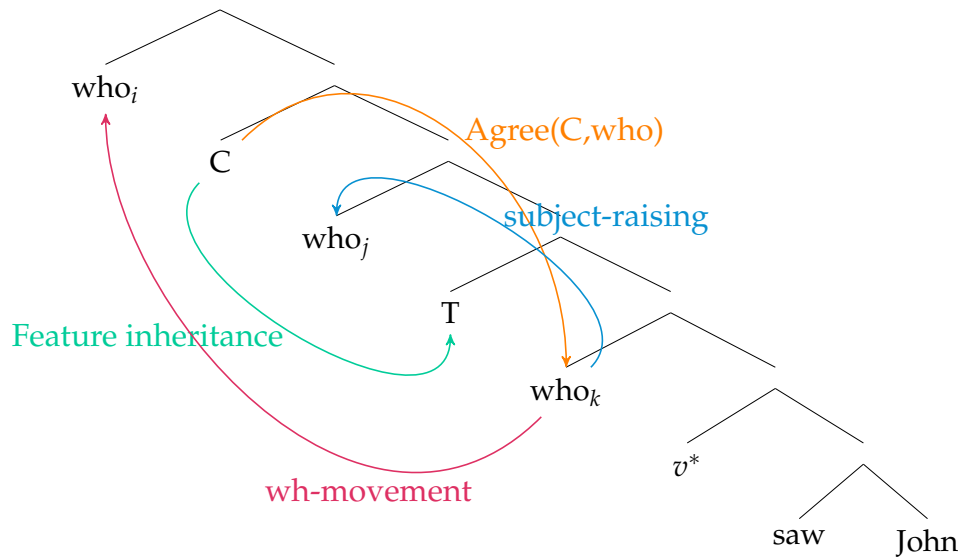 who_i
Agree(C,who)
C
subject-raising
who_j
T
Feature inheritance
who_k
v*
wh-movement
saw
John